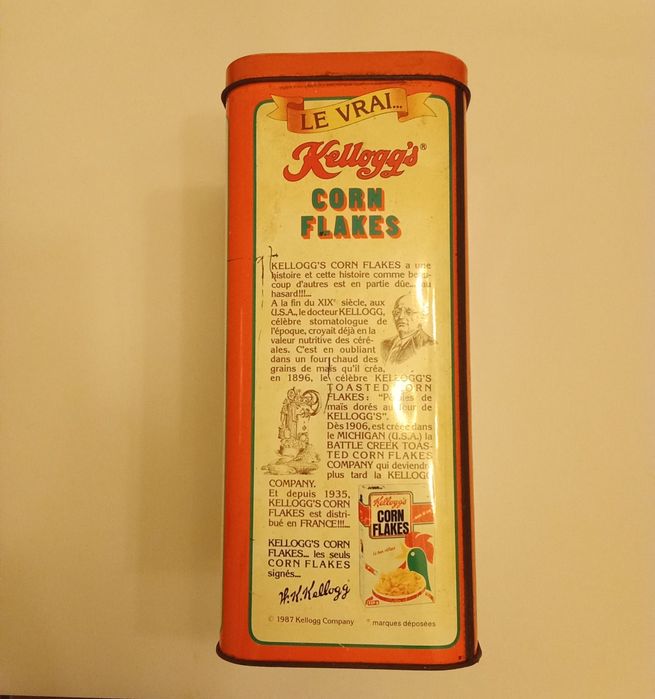 LE VRAI...
Kellogg's®
CORN
FLAKES
KELLOGG'S CORN FLAKES a une
histoire et cette histoire comme beau-
coup d'autres est en partie dûe... au
hasard!!!...
A la fin du XIXe siècle, aux
U.S.A., le docteur KELLOGG,
célèbre stomatologue de
l'époque, croyait déjà en la
valeur nutritive des céré-
ales. C'est en oubliant
dans un four chaud des
grains de maïs qu'il créa,
en 1896, le célèbre KELLOGG'S
TOASTED CORN
FLAKES: "Pétales de
maïs dorés au four de
KELLOGG'S".
Dès 1906, est créée dans
le MICHIGAN (U.S.A.) la
BATTLE CREEK TOAS-
TED CORN FLAKES
COMPANY qui deviendra
plus tard la KELLOGG
COMPANY.
Et depuis 1935,
KELLOGG'S CORN
FLAKES est distri-
bué en FRANCE!!!...
KELLOGG'S CORN
FLAKES... les seuls
CORN FLAKES
signés...
W.K.Kellogg
Kellogg's
CORN
FLAKES
© 1987 Kellogg Company
® marques déposées